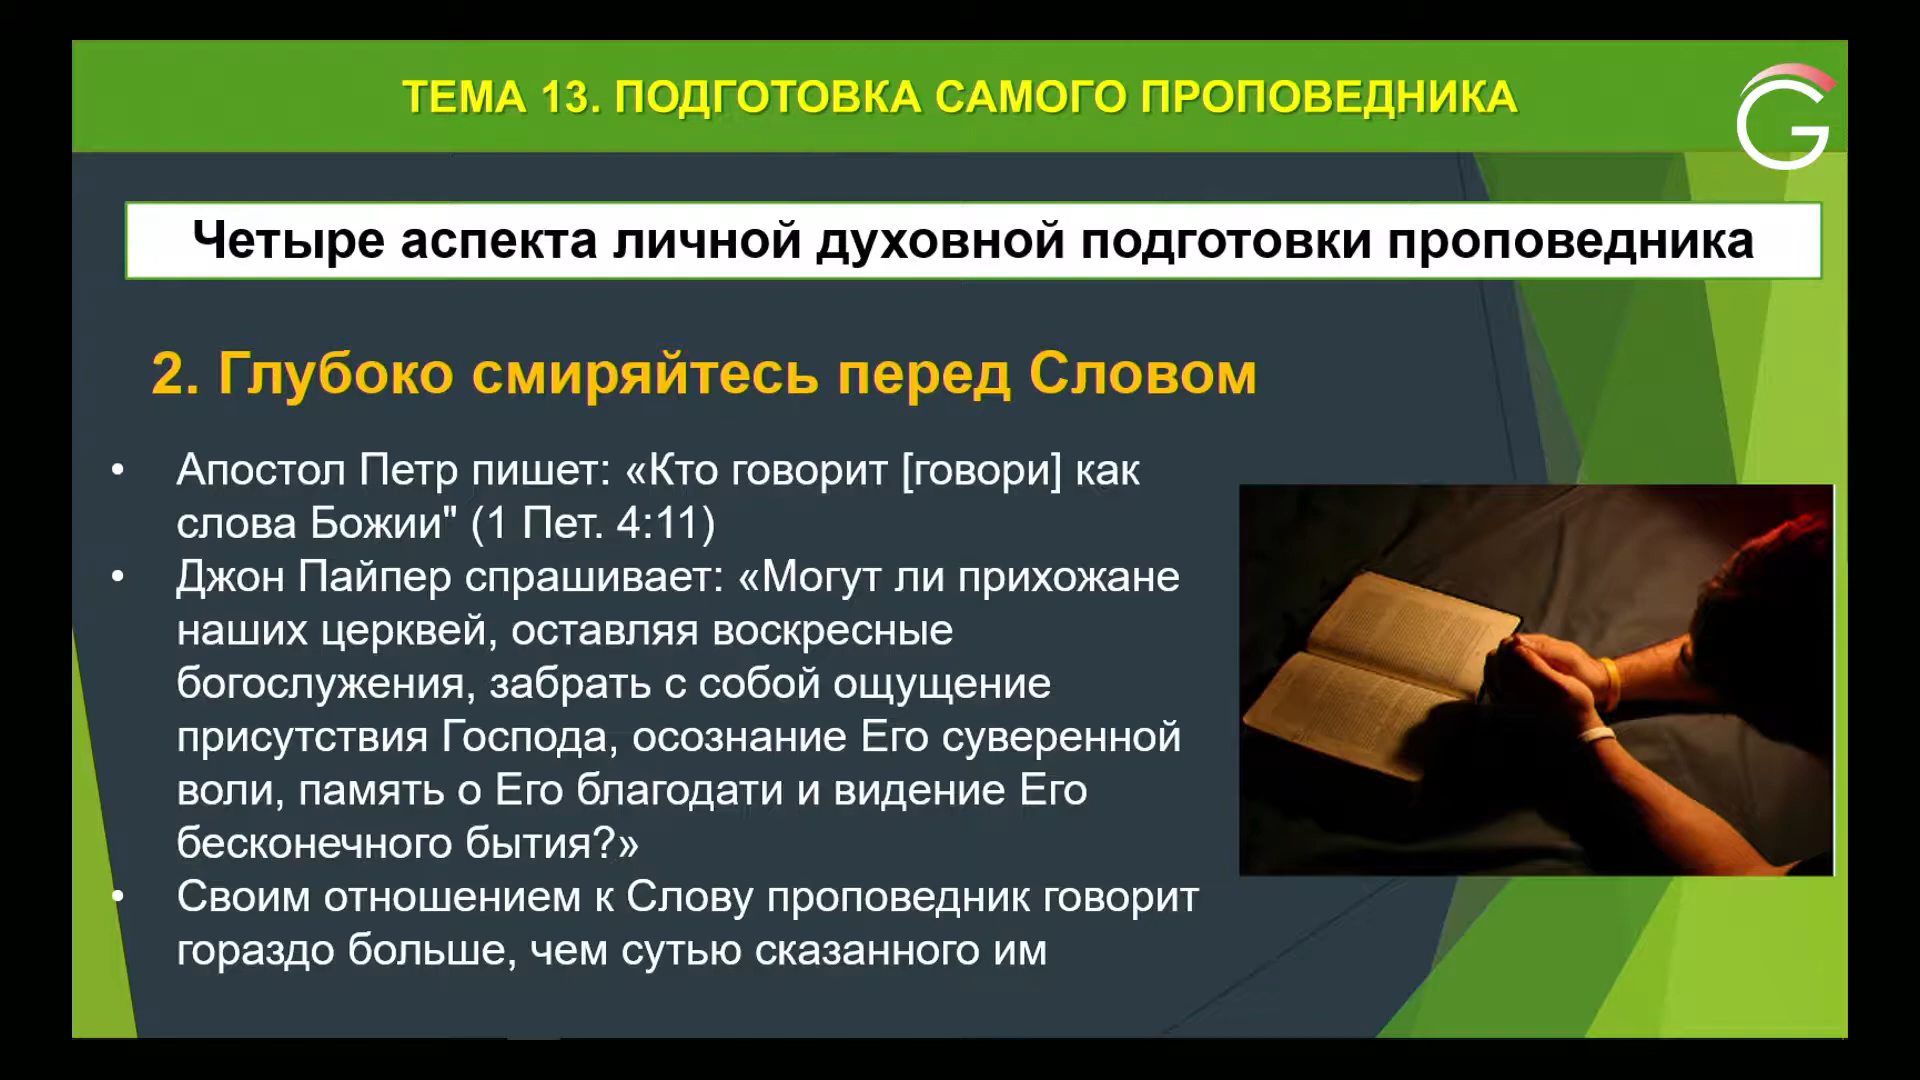 ТЕМА 13. ПОДГОТОВКА САМОГО ПРОПОВЕДНИКА
G
Четыре аспекта личной духовной подготовки проповедника
2. Глубоко смиряйтесь перед Словом
• Апостол Петр пишет: «Кто говорит [говори] как
слова Божии" (1 Пет. 4:11)
• Джон Пайпер спрашивает: «Могут ли прихожане
наших церквей, оставляя воскресные
богослужения, забрать с собой ощущение
присутствия Господа, осознание Его суверенной
воли, память о Его благодати и видение Его
бесконечного бытия?»
• Своим отношением к Слову проповедник говорит
гораздо больше, чем сутью сказанного им